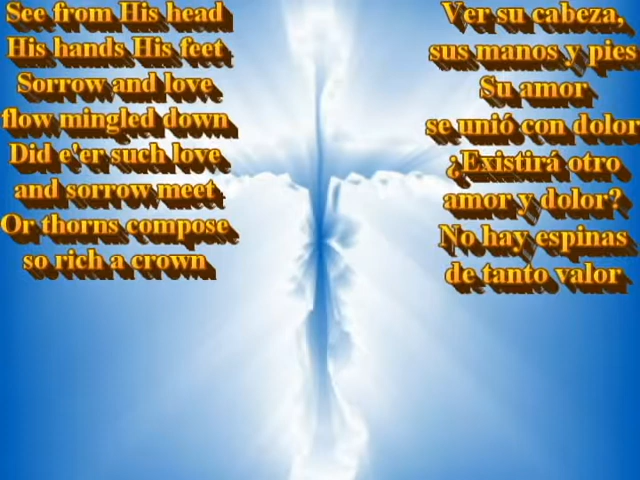 See from His head
His hands His feet
Sorrow and love
flow mingled down
Did e'er such love
and sorrow meet
Or thorns compose
so rich a crown
Ver su cabeza,
sus manos y pies
Su amor
se unió con dolor
¿Existirá otro
amor y dolor?
No hay espinas
de tanto valor